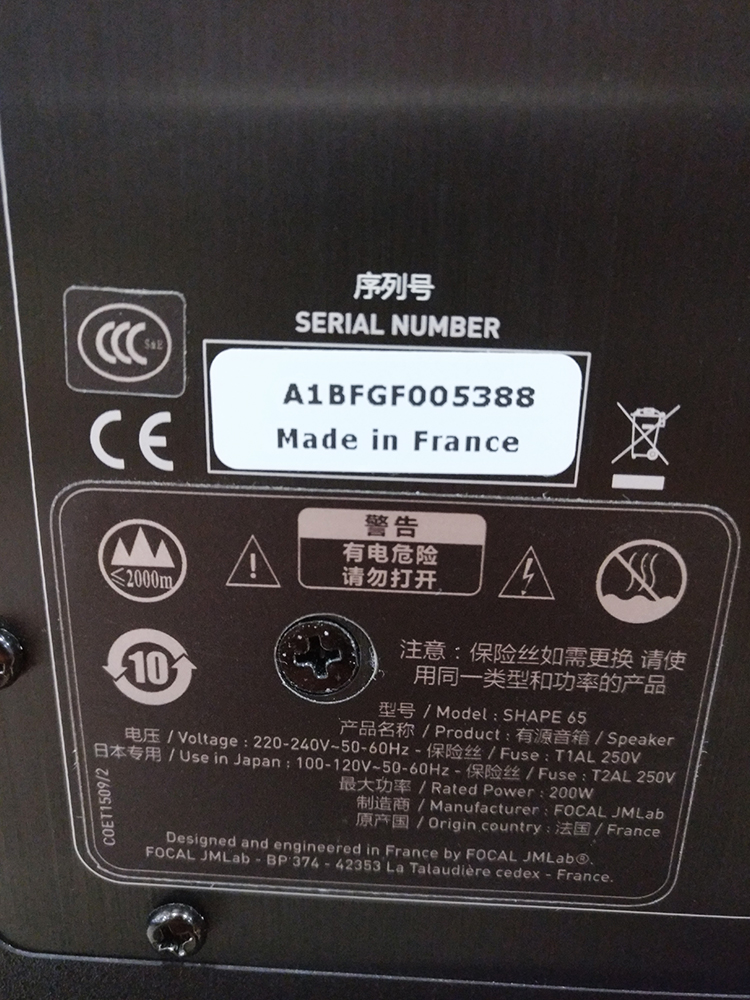 序列号
SERIAL NUMBER
CCC S&E
A1BFGF005388
Made in France
CE
警告
有电危险
请勿打开
≤2000m
10
注意：保险丝如需更换 请使
用同一类型和功率的产品
型号 / Model : SHAPE 65
产品名称 / Product : 有源音箱 / Speaker
电压 / Voltage : 220-240V~50-60Hz - 保险丝 / Fuse : T1AL 250V
日本专用 / Use in Japan : 100-120V~50-60Hz - 保险丝 / Fuse : T2AL 250V
最大功率 / Rated Power : 200W
制造商 / Manufacturer : FOCAL JMLab
原产国 / Origin country : 法国 / France
Designed and engineered in France by FOCAL JMLab®.
FOCAL JMLab - BP 374 - 42353 La Talaudière cedex - France.
COET1509/2